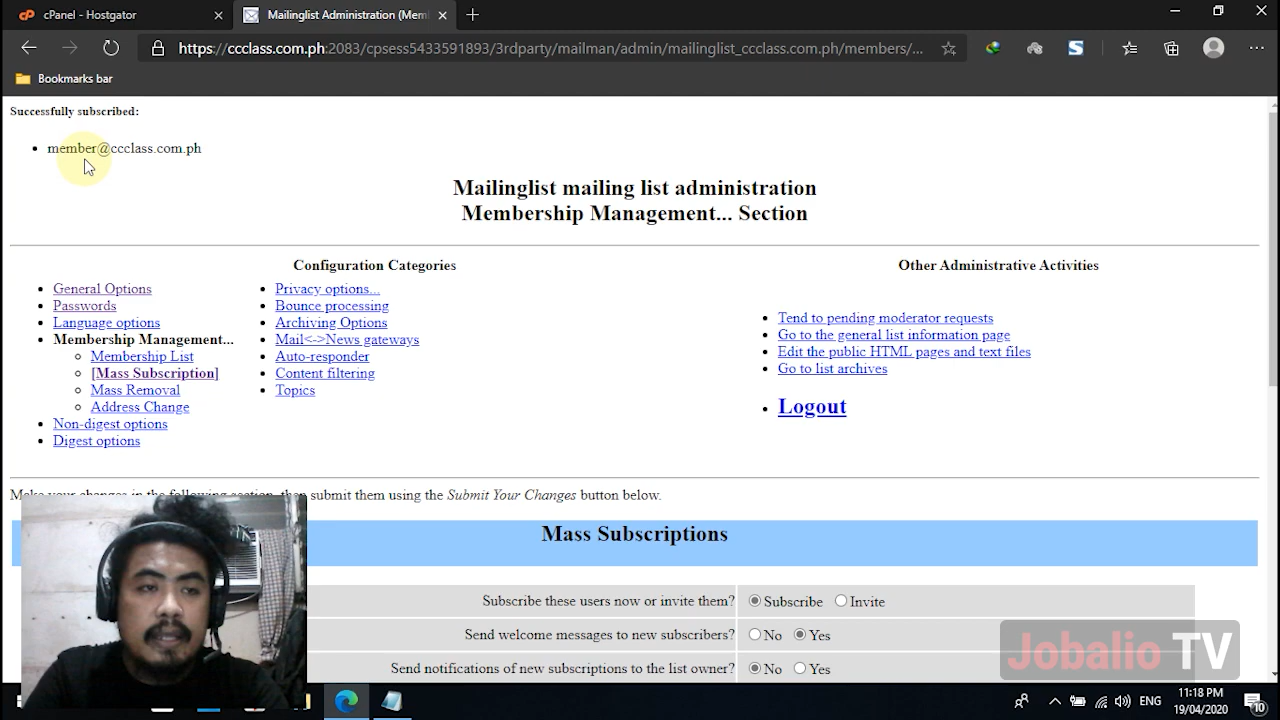 cPanel - Hostgator
Mailinglist Administration (Mem
https://ccclass.com.ph:2083/cpsess5433591893/3rdparty/mailman/admin/mailinglist_ccclass.com.ph/members/...
Bookmarks bar
Successfully subscribed:
member@ccclass.com.ph
Mailinglist mailing list administration
Membership Management... Section
Configuration Categories
General Options
Passwords
Language options
Membership Management...
Membership List
[Mass Subscription]
Mass Removal
Address Change
Non-digest options
Digest options
Privacy options...
Bounce processing
Archiving Options
Mail<->News gateways
Auto-responder
Content filtering
Topics
Other Administrative Activities
Tend to pending moderator requests
Go to the general list information page
Edit the public HTML pages and text files
Go to list archives
Logout
Make your changes in the following section, then submit them using the Submit Your Changes button below.
Mass Subscriptions
Subscribe these users now or invite them? Subscribe Invite
Send welcome messages to new subscribers? No Yes
Send notifications of new subscriptions to the list owner? No Yes
Jobalio TV
ENG
11:18 PM
19/04/2020
10